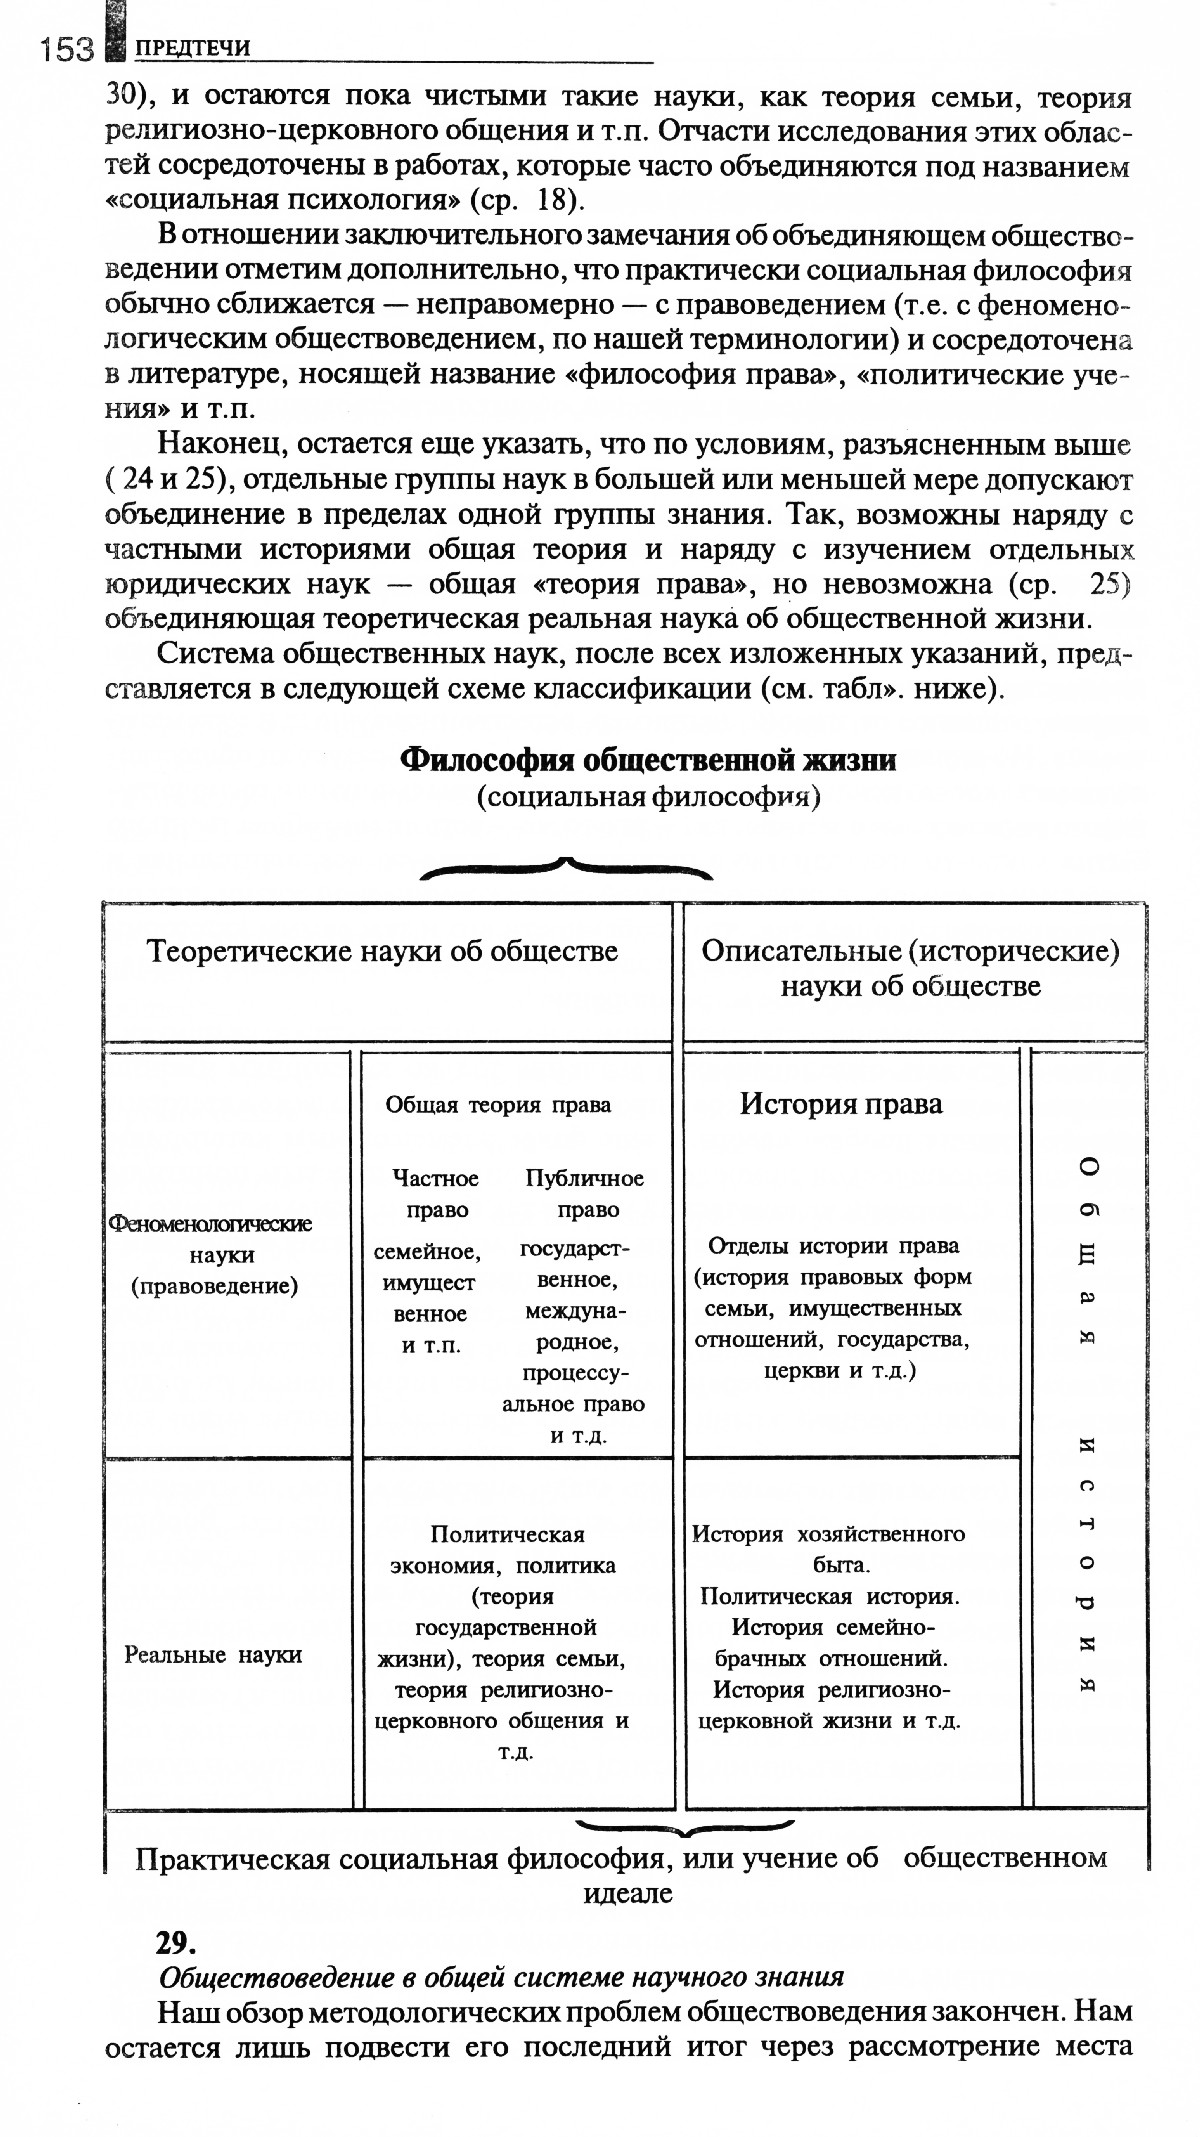 153 ПРЕДТЕЧИ
30), и остаются пока чистыми такие науки, как теория семьи, теория
религиозно-церковного общения и т.п. Отчасти исследования этих облас-
тей сосредоточены в работах, которые часто объединяются под названием
«социальная психология» (ср. 18).
В отношении заключительного замечания об объединяющем общество-
ведении отметим дополнительно, что практически социальная философия
обычно сближается — неправомерно — с правоведением (т.е. с феномено-
логическим обществоведением, по нашей терминологии) и сосредоточена
в литературе, носящей название «философия права», «политические уче-
ния» и т.п.
Наконец, остается еще указать, что по условиям, разъясненным выше
( 24 и 25), отдельные группы наук в большей или меньшей мере допускают
объединение в пределах одной группы знания. Так, возможны наряду с
частными историями общая теория и наряду с изучением отдельных
юридических наук — общая «теория права», но невозможна (ср. 25)
объединяющая теоретическая реальная наука об общественной жизни.
Система общественных наук, после всех изложенных указаний, пред-
ставляется в следующей схеме классификации (см. табл». ниже).
Философия общественной жизни
(социальная философия)
Теоретические науки об обществе
Описательные (исторические)
науки об обществе
Феноменологические
науки
(правоведение)
Общая теория права
Частное
право
семейное,
имущест
венное
и т.п.
Публичное
право
государст-
венное,
междуна-
родное,
процессу-
альное право
и т.д.
История права
Отделы истории права
(история правовых форм
семьи, имущественных
отношений, государства,
церкви и т.д.)
Общая история
Реальные науки
Политическая
экономия, политика
(теория
государственной
жизни), теория семьи,
теория религиозно-
церковного общения и
т.д.
История хозяйственного
быта.
Политическая история.
История семейно-
брачных отношений.
История религиозно-
церковной жизни и т.д.
Практическая социальная философия, или учение об общественном
идеале
29.
Обществоведение в общей системе научного знания
Наш обзор методологических проблем обществоведения закончен. Нам
остается лишь подвести его последний итог через рассмотрение места